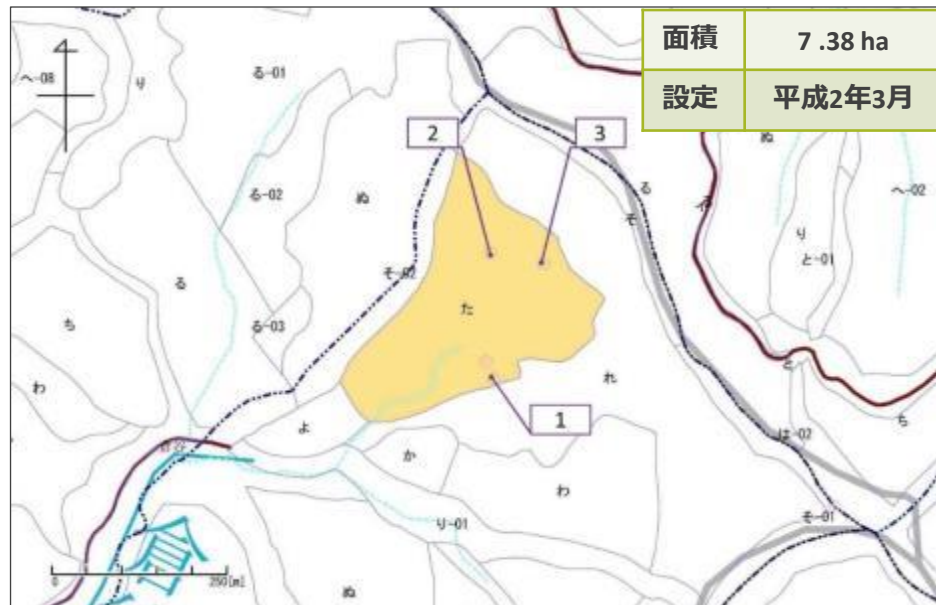 面積 7.38 ha
設定 平成2年3月
へ-08
り
る-01
2
3
ぬ
る-02
ぬ
る
そ
イ
へ-02
り
と-01
そ-02
る
た
ち
る-03
わ
れ
と
よ
1
ち
は-02
か
わ
り-01
そ-01
0 250[m]
ぬ